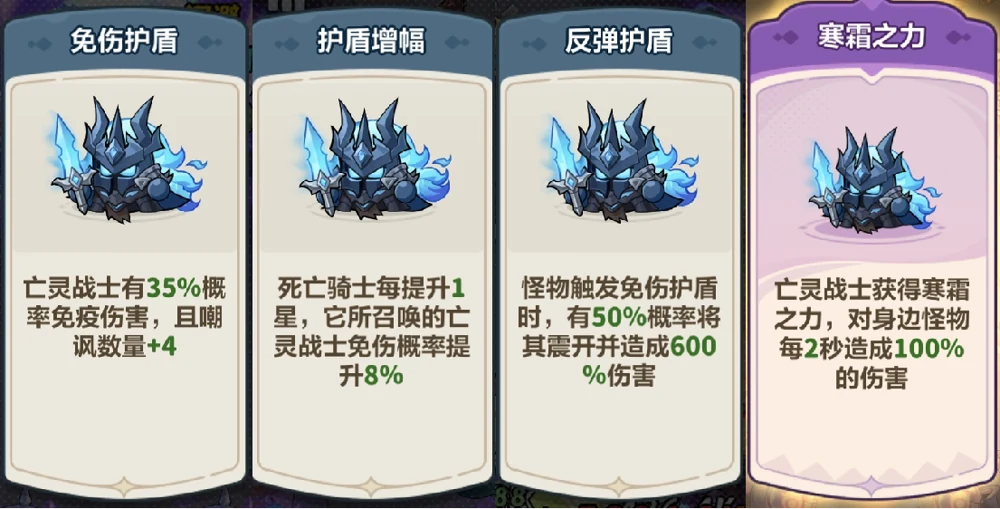 免伤护盾
亡灵战士有35%概
率免疫伤害，且嘲
讽数量+4
护盾增幅
死亡骑士每提升1
星，它所召唤的亡
灵战士免伤概率提
升8%
反弹护盾
怪物触发免伤护盾
时，有50%概率将
其震开并造成600
%伤害
寒霜之力
亡灵战士获得寒霜
之力，对身边怪物
每2秒造成100%
的伤害